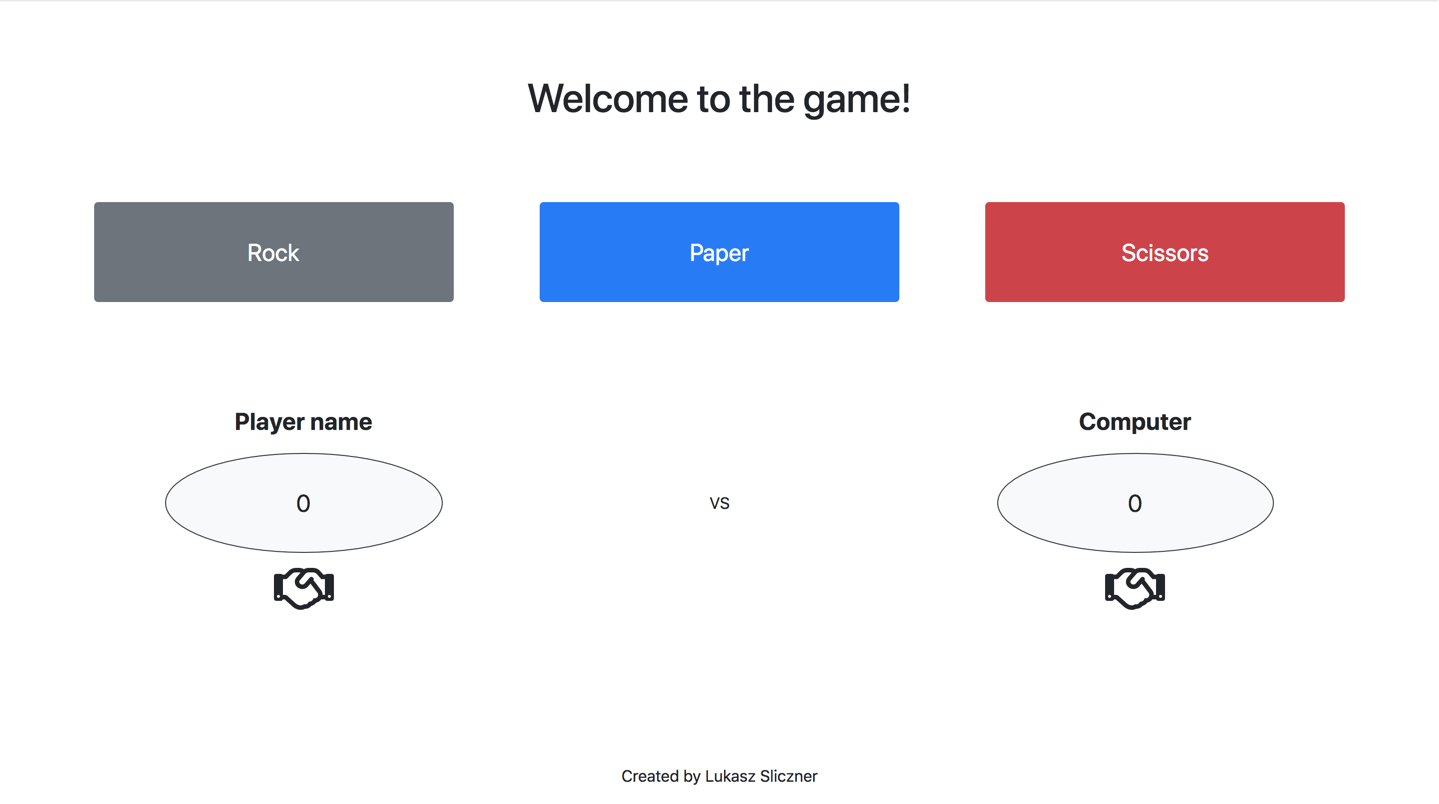 Welcome to the game!
Rock
Paper
Scissors
Player name
Computer
0
VS
0
Created by Lukasz Sliczner